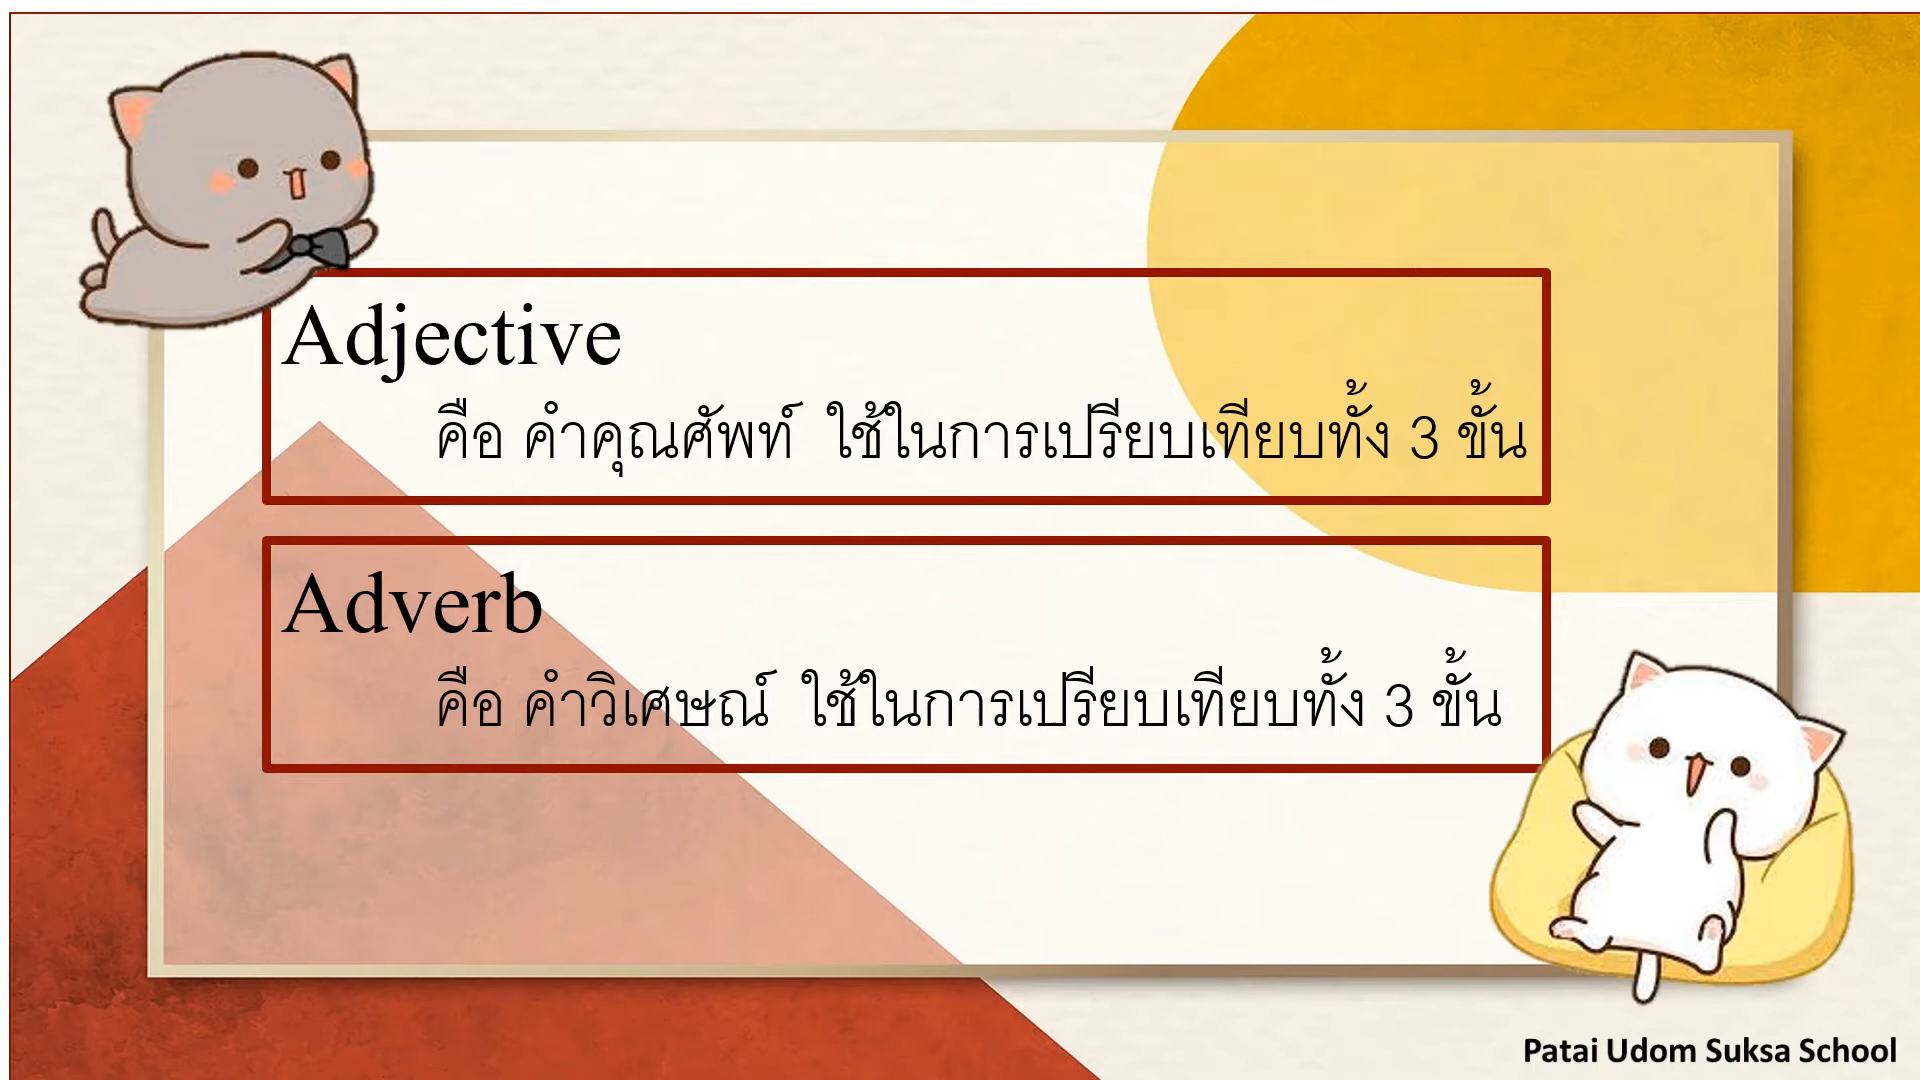 Adjective
คือ คำคุณศัพท์ ใช้ในการเปรียบเทียบทั้ง 3 ขั้น
Adverb
คือ คำวิเศษณ์ ใช้ในการเปรียบเทียบทั้ง 3 ขั้น
Patai Udom Suksa School